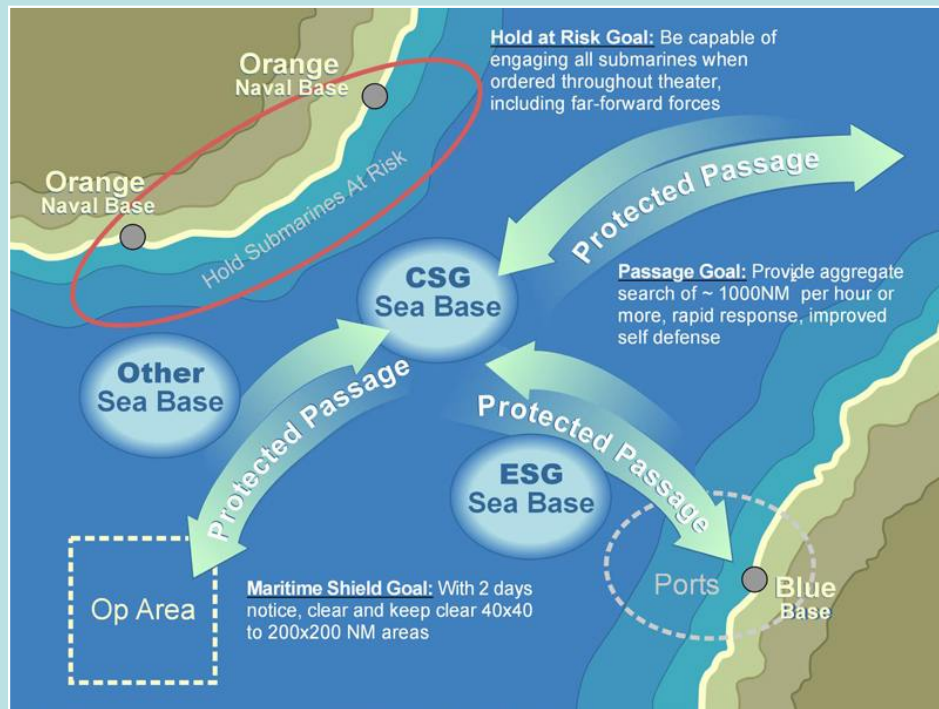 Hold at Risk Goal: Be capable of
engaging all submarines when
ordered throughout theater,
including far-forward forces
Orange
Naval Base
Orange
Naval Base
Hold Submarines At Risk
Protected Passage
CSG
Sea Base
Passage Goal: Provide aggregate
search of ~ 1000NM2 per hour or
more, rapid response, improved
self defense
Other
Sea Base
Protected Passage
Protected Passage
ESG
Sea Base
Op Area
Maritime Shield Goal: With 2 days
notice, clear and keep clear 40x40
to 200x200 NM areas
Ports
Blue
Base